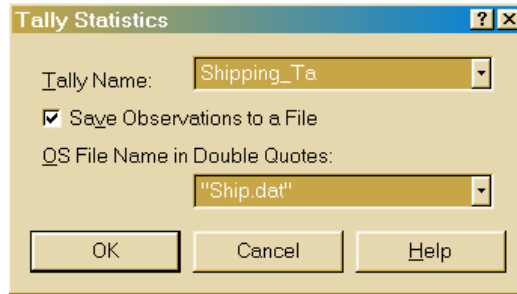 Tally Statistics ? ×
Tally Name: Shipping_Ta
Save Observations to a File
OS File Name in Double Quotes:
"Ship.dat"
OK Cancel Help